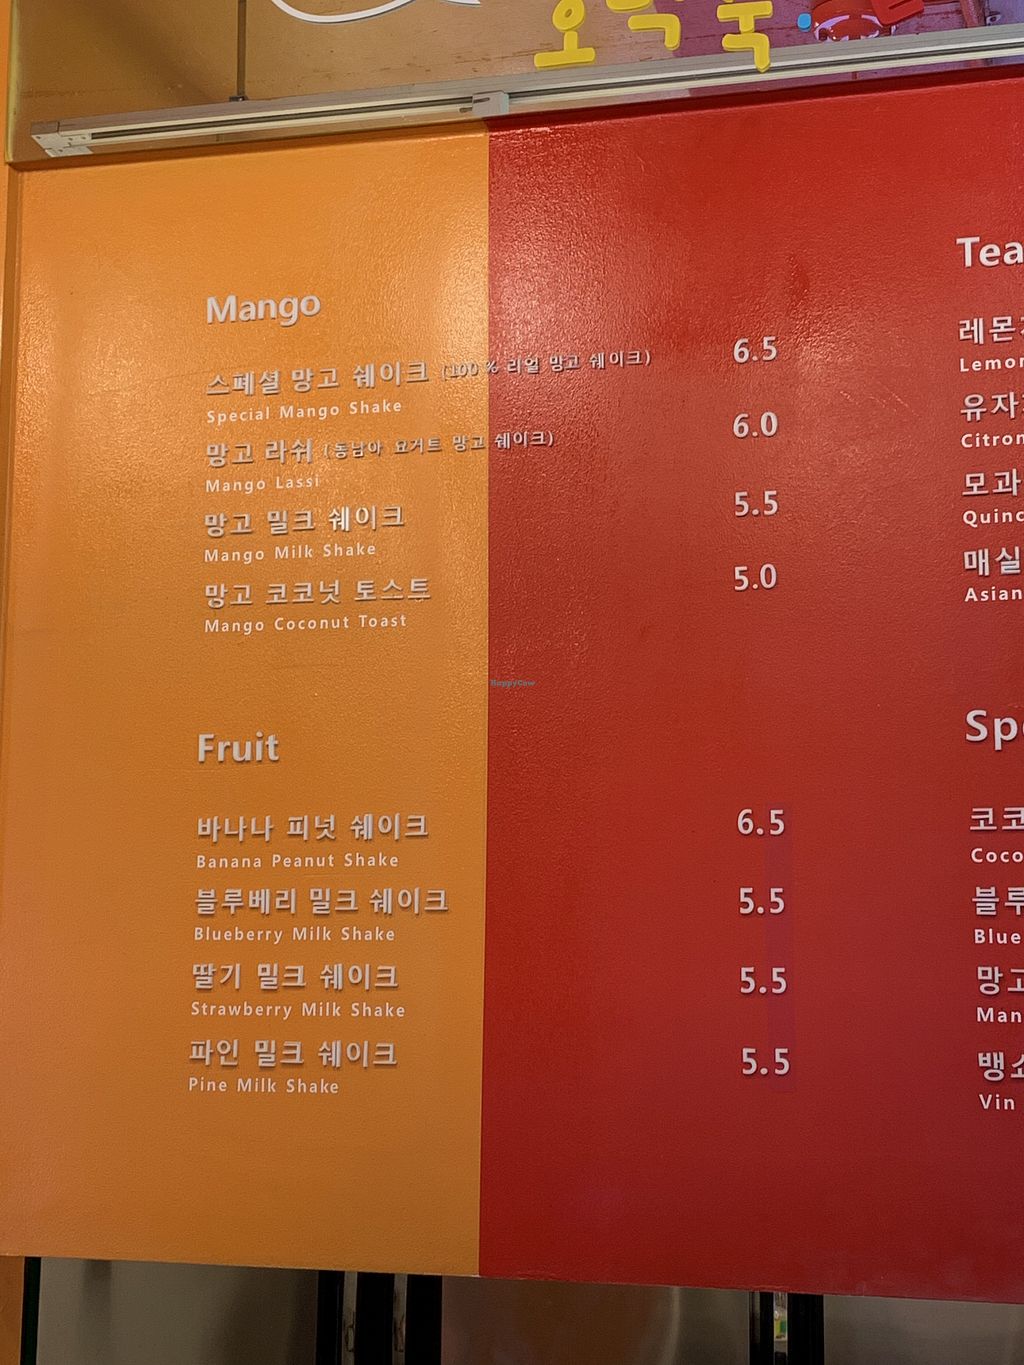 Mango
스페셜 망고 쉐이크 (100 % 리얼 망고 쉐이크) 6.5
Special Mango Shake
망고 라쉬 (동남아 요거트 망고 쉐이크) 6.0
Mango Lassi
망고 밀크 쉐이크 5.5
Mango Milk Shake
망고 코코넛 토스트 5.0
Mango Coconut Toast
HappyCow
Fruit
바나나 피넛 쉐이크 6.5
Banana Peanut Shake
블루베리 밀크 쉐이크 5.5
Blueberry Milk Shake
딸기 밀크 쉐이크 5.5
Strawberry Milk Shake
파인 밀크 쉐이크 5.5
Pine Milk Shake
Tea
레몬
Lemon
유자
Citron
모과
Quinc
매실
Asian
Spe
코코
Coco
블루
Blue
망고
Man
뱅쇼
Vin